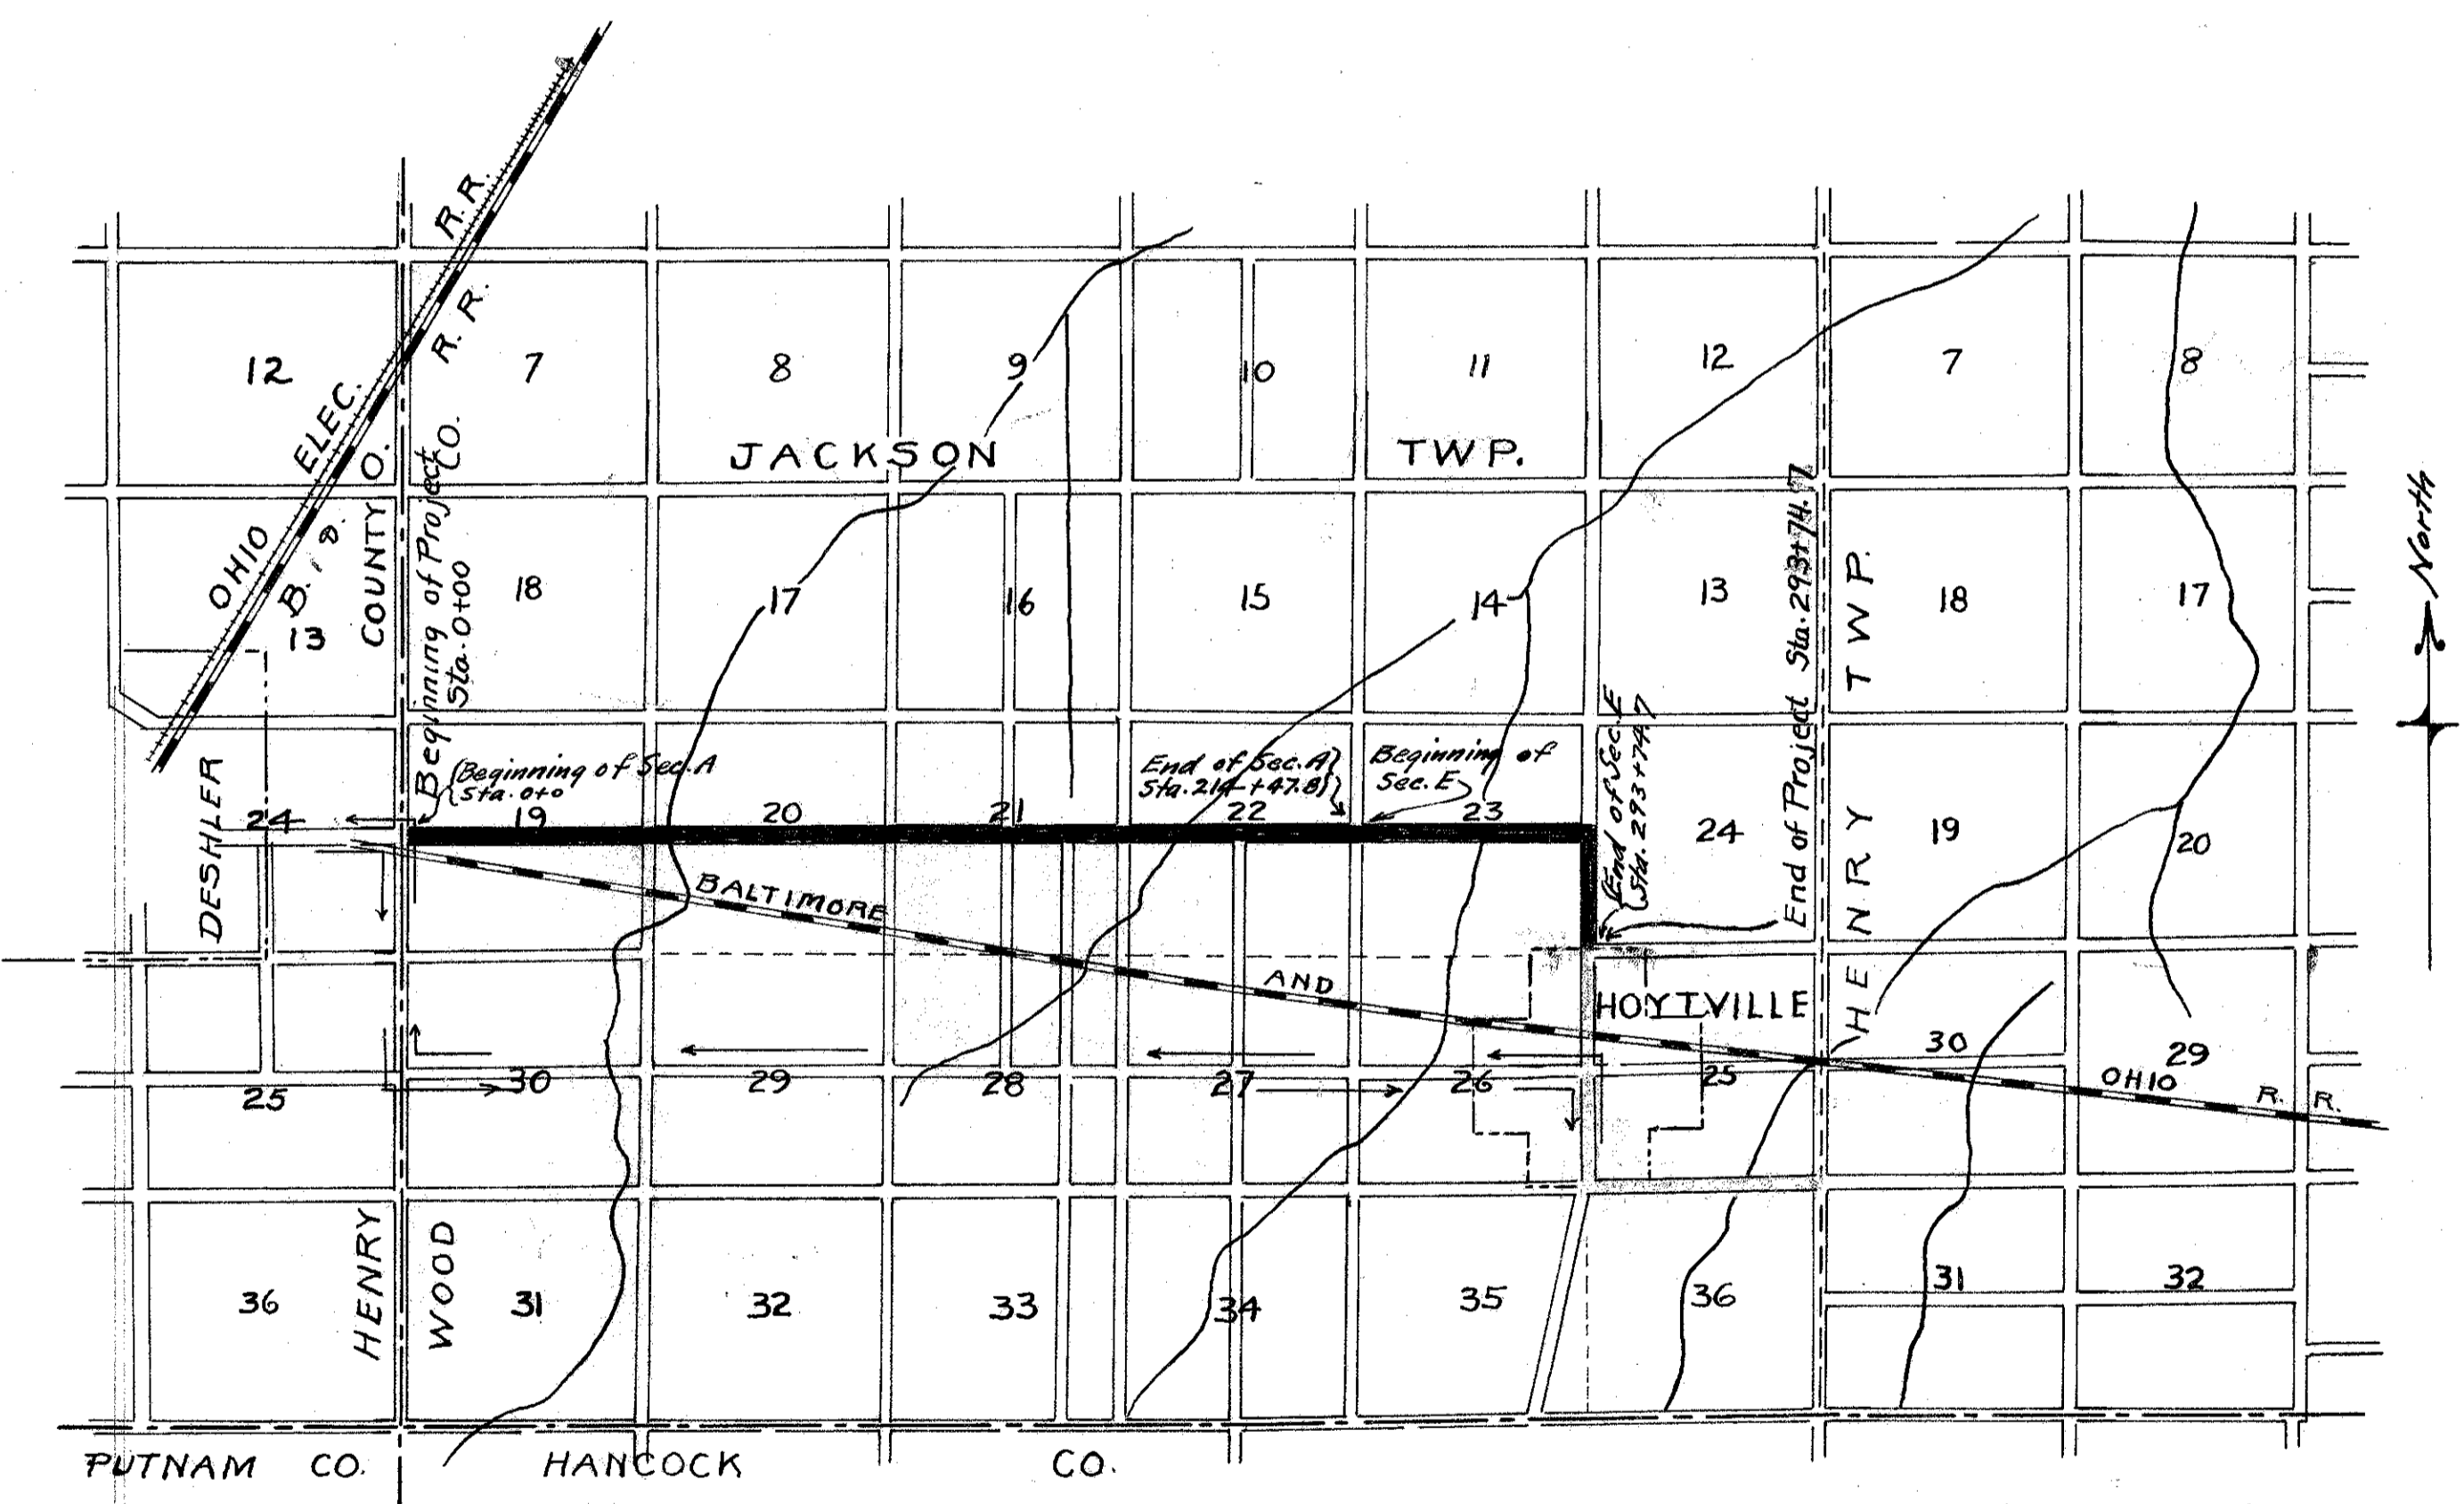 R.R.
R. R.
OHIO ELEC.
B. & O.
12
7
8
9
10
11
12
7
8
JACKSON TWP.
COUNTY
CO.
Beginning of Project
Sta. 0+00
13
18
17
16
15
14
13
18
17
End of Project Sta. 293+74.7
HENRY TWP.
North
DESHLER
24
Beginning of Sec. A
Sta. 0+0
19
20
21
End of Sec. A
Sta. 214+47.8
22
Beginning of
Sec. E
23
End of Sec. E
Sta. 293+74.7
24
19
20
BALTIMORE AND OHIO R. R.
HOYTVILLE
25
30
29
28
27
26
25
30
29
36
HENRY
WOOD
31
32
33
34
35
36
31
32
PUTNAM CO.
HANCOCK CO.